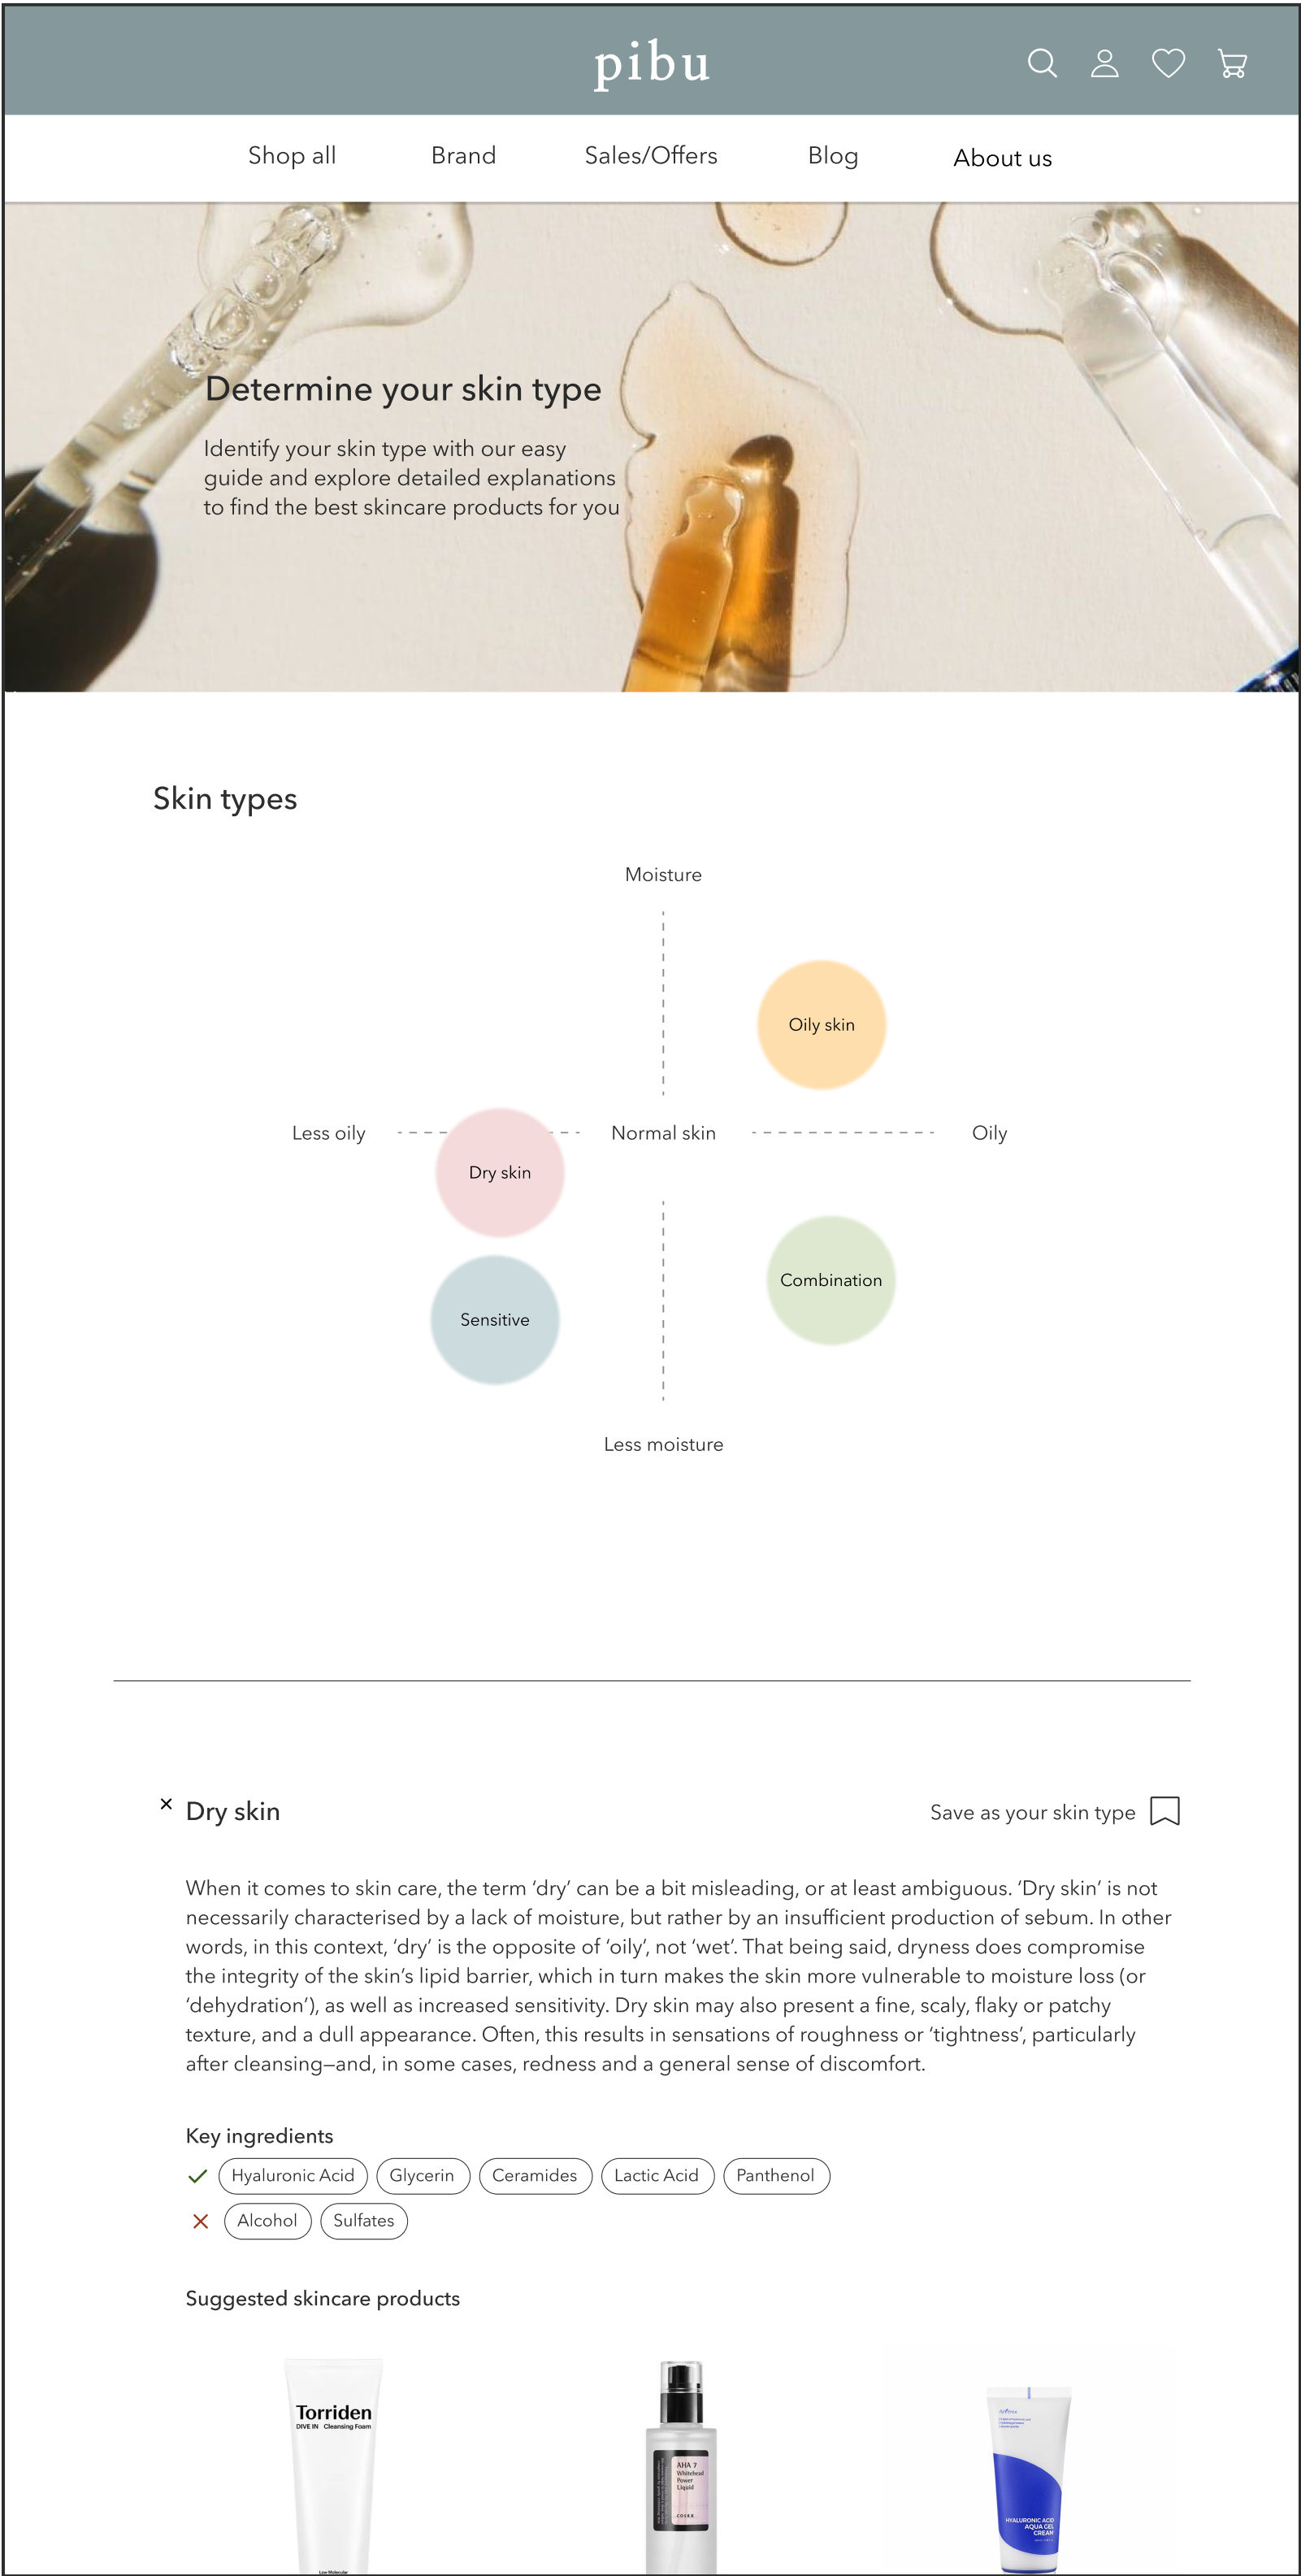 pibu
Shop all
Brand
Sales/Offers
Blog
About us
Determine your skin type
Identify your skin type with our easy
guide and explore detailed explanations
to find the best skincare products for you
Skin types
Moisture
Oily skin
Less oily
Normal skin
Oily
Dry skin
Combination
Sensitive
Less moisture
Dry skin
Save as your skin type
When it comes to skin care, the term ‘dry’ can be a bit misleading, or at least ambiguous. ‘Dry skin’ is not
necessarily characterised by a lack of moisture, but rather by an insufficient production of sebum. In other
words, in this context, ‘dry’ is the opposite of ‘oily’, not ‘wet’. That being said, dryness does compromise
the integrity of the skin’s lipid barrier, which in turn makes the skin more vulnerable to moisture loss (or
‘dehydration’), as well as increased sensitivity. Dry skin may also present a fine, scaly, flaky or patchy
texture, and a dull appearance. Often, this results in sensations of roughness or ‘tightness’, particularly
after cleansing—and, in some cases, redness and a general sense of discomfort.
Key ingredients
Hyaluronic Acid
Glycerin
Ceramides
Lactic Acid
Panthenol
Alcohol
Sulfates
Suggested skincare products
Torriden
DIVE IN Cleansing Foam
Low Molecular
AHA 7
Whitehead
Power
Liquid
COSRX
HYALURONIC ACID
AQUA GEL
CREAM